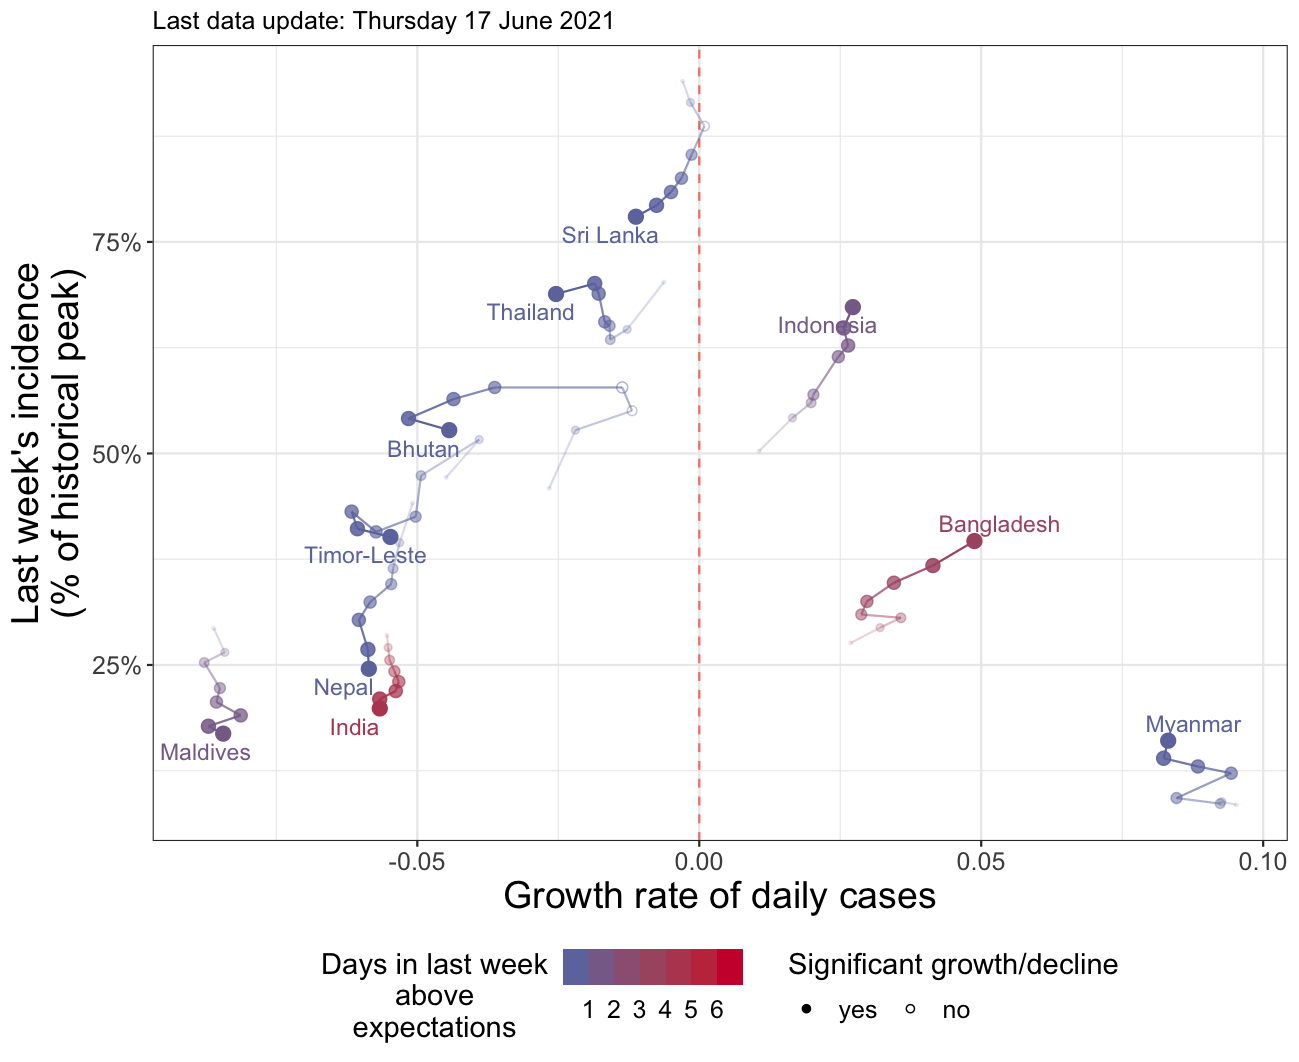 Last data update: Thursday 17 June 2021
Last week's incidence
(% of historical peak)
75%
50%
25%
Sri Lanka
Thailand
Indonesia
Bhutan
Bangladesh
Timor-Leste
Nepal
India
Maldives
Myanmar
-0.05
0.00
0.05
0.10
Growth rate of daily cases
Days in last week
above
expectations
1 2 3 4 5 6
Significant growth/decline
yes no